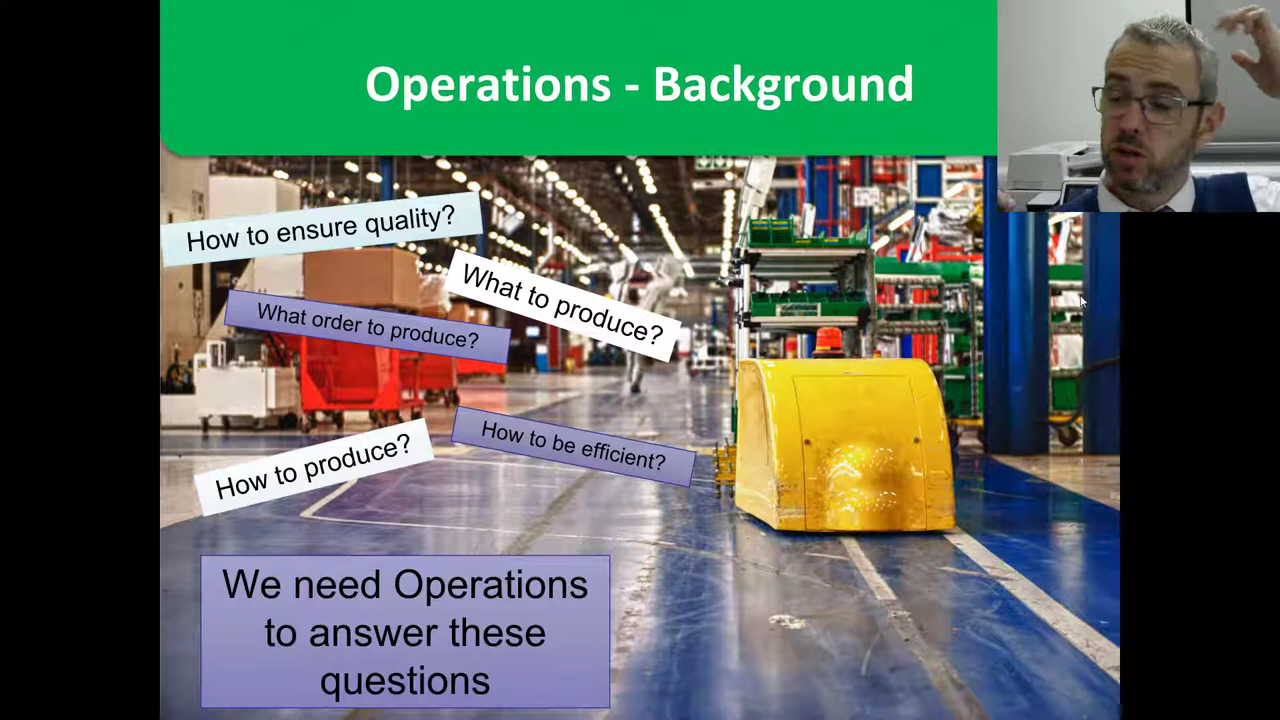 Operations - Background
How to ensure quality?
What to produce?
What order to produce?
How to produce?
How to be efficient?
We need Operations
to answer these
questions